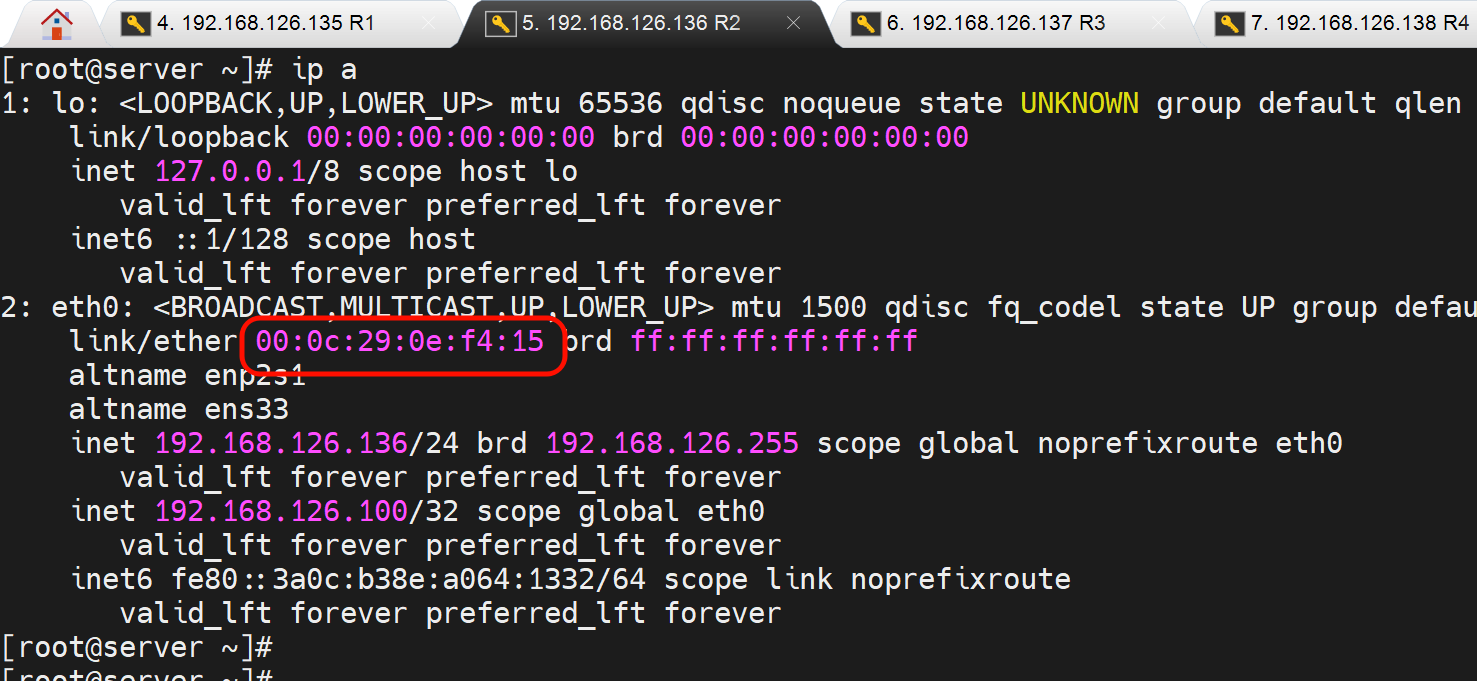 4. 192.168.126.135 R1
5. 192.168.126.136 R2
6. 192.168.126.137 R3
7. 192.168.126.138 R4
[root@server ~]# ip a
1: lo: <LOOPBACK,UP,LOWER_UP> mtu 65536 qdisc noqueue state UNKNOWN group default qlen
link/loopback 00:00:00:00:00:00 brd 00:00:00:00:00:00
inet 127.0.0.1/8 scope host lo
valid_lft forever preferred_lft forever
inet6 ::1/128 scope host
valid_lft forever preferred_lft forever
2: eth0: <BROADCAST,MULTICAST,UP,LOWER_UP> mtu 1500 qdisc fq_codel state UP group defau
link/ether 00:0c:29:0e:f4:15 brd ff:ff:ff:ff:ff:ff
altname enp2s1
altname ens33
inet 192.168.126.136/24 brd 192.168.126.255 scope global noprefixroute eth0
valid_lft forever preferred_lft forever
inet 192.168.126.100/32 scope global eth0
valid_lft forever preferred_lft forever
inet6 fe80::3a0c:b38e:a064:1332/64 scope link noprefixroute
valid_lft forever preferred_lft forever
[root@server ~]#
[root@server ~]#